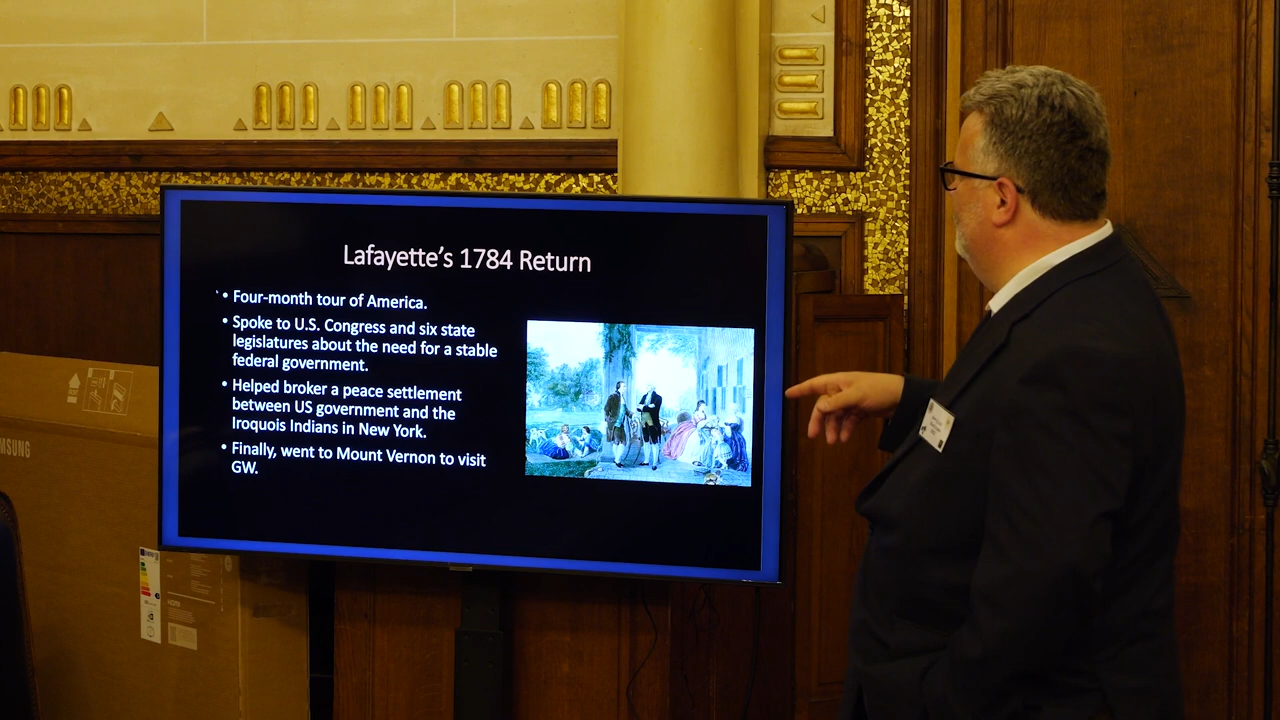 Lafayette's 1784 Return
• Four-month tour of America.
• Spoke to U.S. Congress and six state
legislatures about the need for a stable
federal government.
• Helped broker a peace settlement
between US government and the
Iroquois Indians in New York.
• Finally, went to Mount Vernon to visit
GW.
SAMSUNG